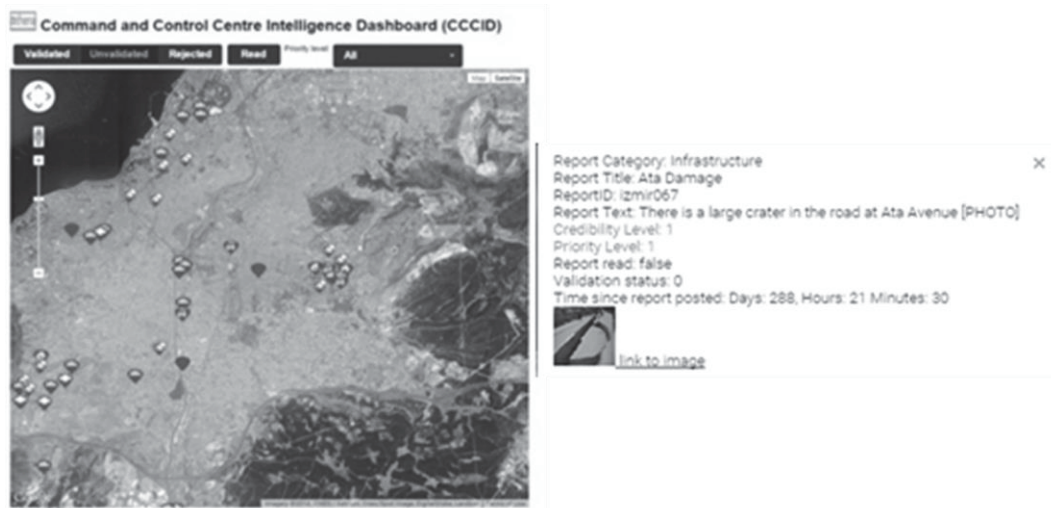 Command and Control Centre Intelligence Dashboard (CCCID)
Validated Unvalidated Rejected Read Priority level All
Map Satellite
Report Category: Infrastructure
Report Title: Ata Damage
ReportID: izmir067
Report Text: There is a large crater in the road at Ata Avenue [PHOTO]
Credibility Level: 1
Priority Level: 1
Report read: false
Validation status: 0
Time since report posted: Days: 288, Hours: 21 Minutes: 30
link to image